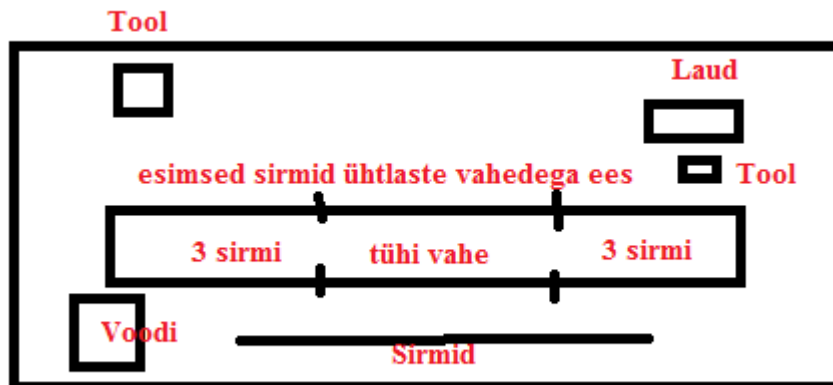 Tool
Laud
esimsed sirmid ühtlaste vahedega ees
Tool
3 sirmi
tühi vahe
3 sirmi
Voodi
Sirmid